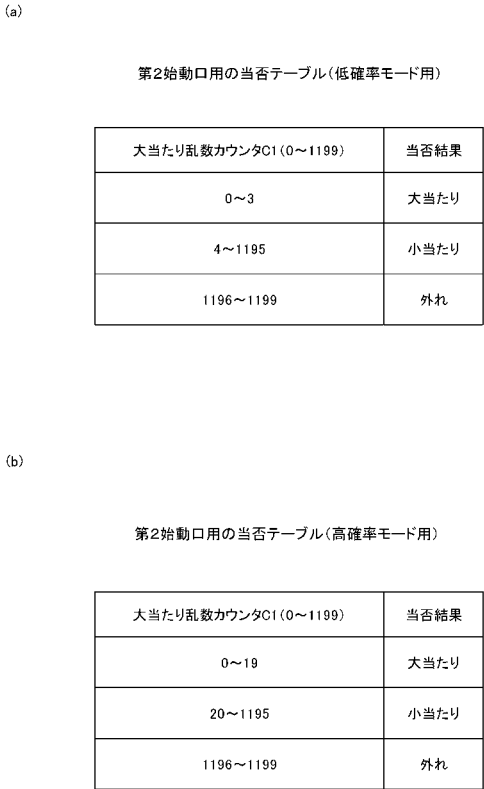 (a)
第2始動口用の当否テーブル(低確率モード用)
大当たり乱数カウンタC1(0～1199) 当否結果
0～3 大当たり
4～1195 小当たり
1196～1199 外れ
(b)
第2始動口用の当否テーブル(高確率モード用)
大当たり乱数カウンタC1(0～1199) 当否結果
0～19 大当たり
20～1195 小当たり
1196～1199 外れ